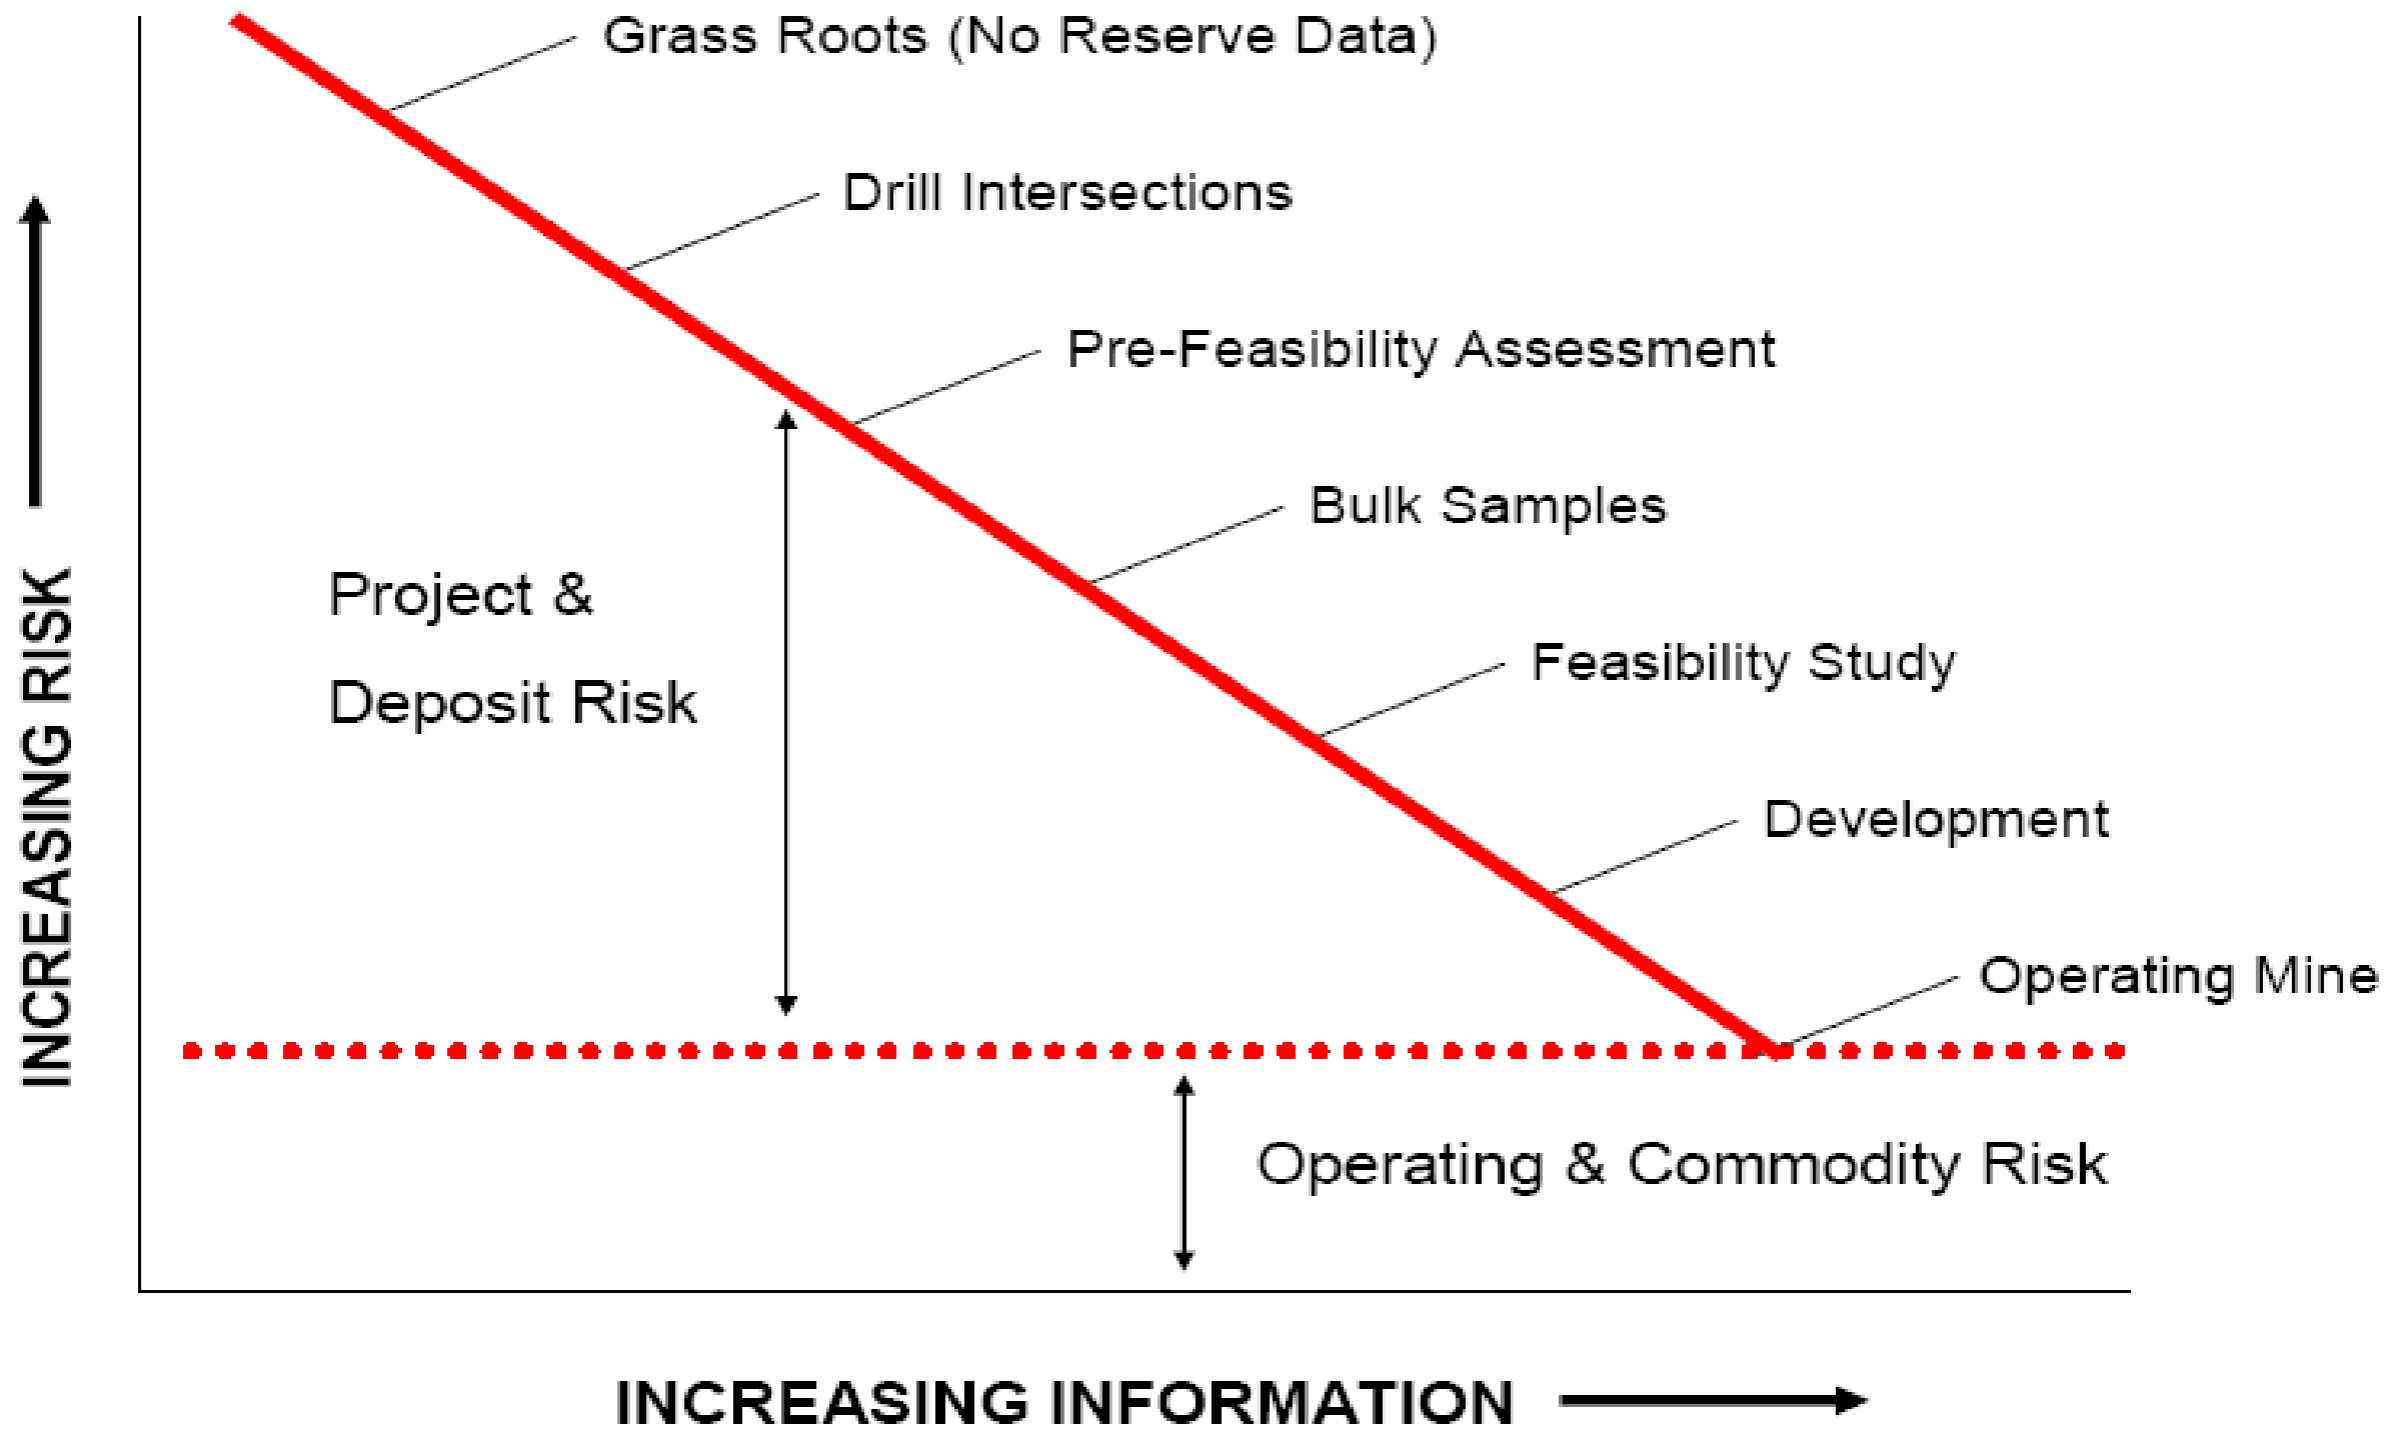 Grass Roots (No Reserve Data)
Drill Intersections
Pre-Feasibility Assessment
Bulk Samples
Feasibility Study
Development
Operating Mine
Project &
Deposit Risk
Operating & Commodity Risk
INCREASING RISK
INCREASING INFORMATION